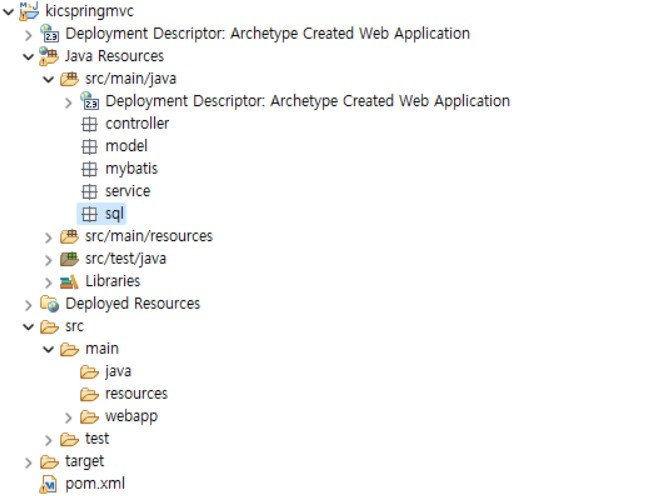 kicspringmvc
Deployment Descriptor: Archetype Created Web Application
Java Resources
src/main/java
Deployment Descriptor: Archetype Created Web Application
controller
model
mybatis
service
sql
src/main/resources
src/test/java
Libraries
Deployed Resources
src
main
java
resources
webapp
test
target
pom.xml